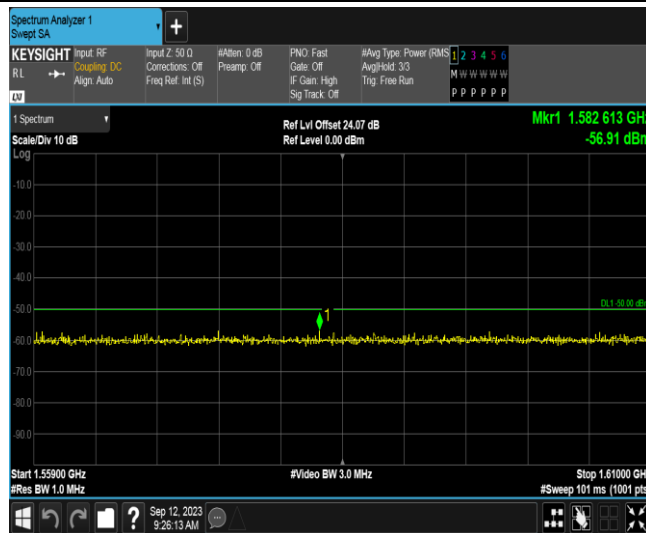 Spectrum Analyzer 1
Swept SA
+
KEYSIGHT
RL
Input: RF
Coupling: DC
Align: Auto
Input Z: 50 Ω
Corrections: Off
Freq Ref: Int (S)
#Atten: 0 dB
Preamp: Off
PNO: Fast
Gate: Off
IF Gain: High
Sig Track: Off
#Avg Type: Power (RMS
Avg|Hold: 3/3
Trig: Free Run
1 2 3 4 5 6
M W W W W W
P P P P P P
1 Spectrum
Scale/Div 10 dB
Ref Lvl Offset 24.07 dB
Ref Level 0.00 dBm
Mkr1 1.582 613 GHz
-56.91 dBm
Log
-10.0
-20.0
-30.0
-40.0
-50.0
-60.0
-70.0
-80.0
-90.0
DL1 -50.00 dBm
1
Start 1.55900 GHz
#Res BW 1.0 MHz
#Video BW 3.0 MHz
Stop 1.61000 GHz
#Sweep 101 ms (1001 pts)
?
Sep 12, 2023
9:26:13 AM